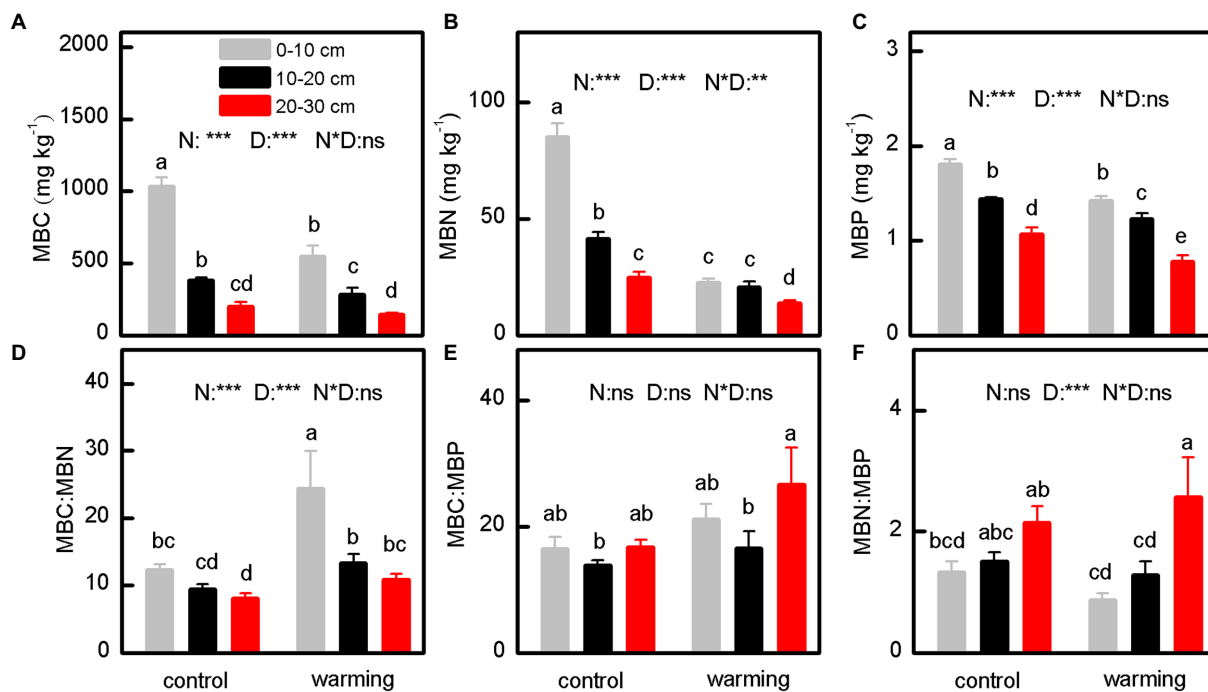 A
MBC (mg kg⁻¹)
2000
1500
1000
500
0
0-10 cm
10-20 cm
20-30 cm
N: *** D:*** N*D:ns
a
b
cd
b
c
d
B
MBN (mg kg⁻¹)
100
50
0
N:*** D:*** N*D:**
a
b
c
c
c
d
C
MBP (mg kg⁻¹)
3
2
1
0
N:*** D:*** N*D:ns
a
b
d
b
c
e
D
MBC:MBN
40
30
20
10
0
N:*** D:*** N*D:ns
bc
cd
d
a
b
bc
control warming
E
MBC:MBP
40
20
0
N:ns D:ns N*D:ns
ab
b
ab
ab
b
a
control warming
F
MBN:MBP
4
2
0
N:ns D:*** N*D:ns
bcd
abc
ab
cd
cd
a
control warming